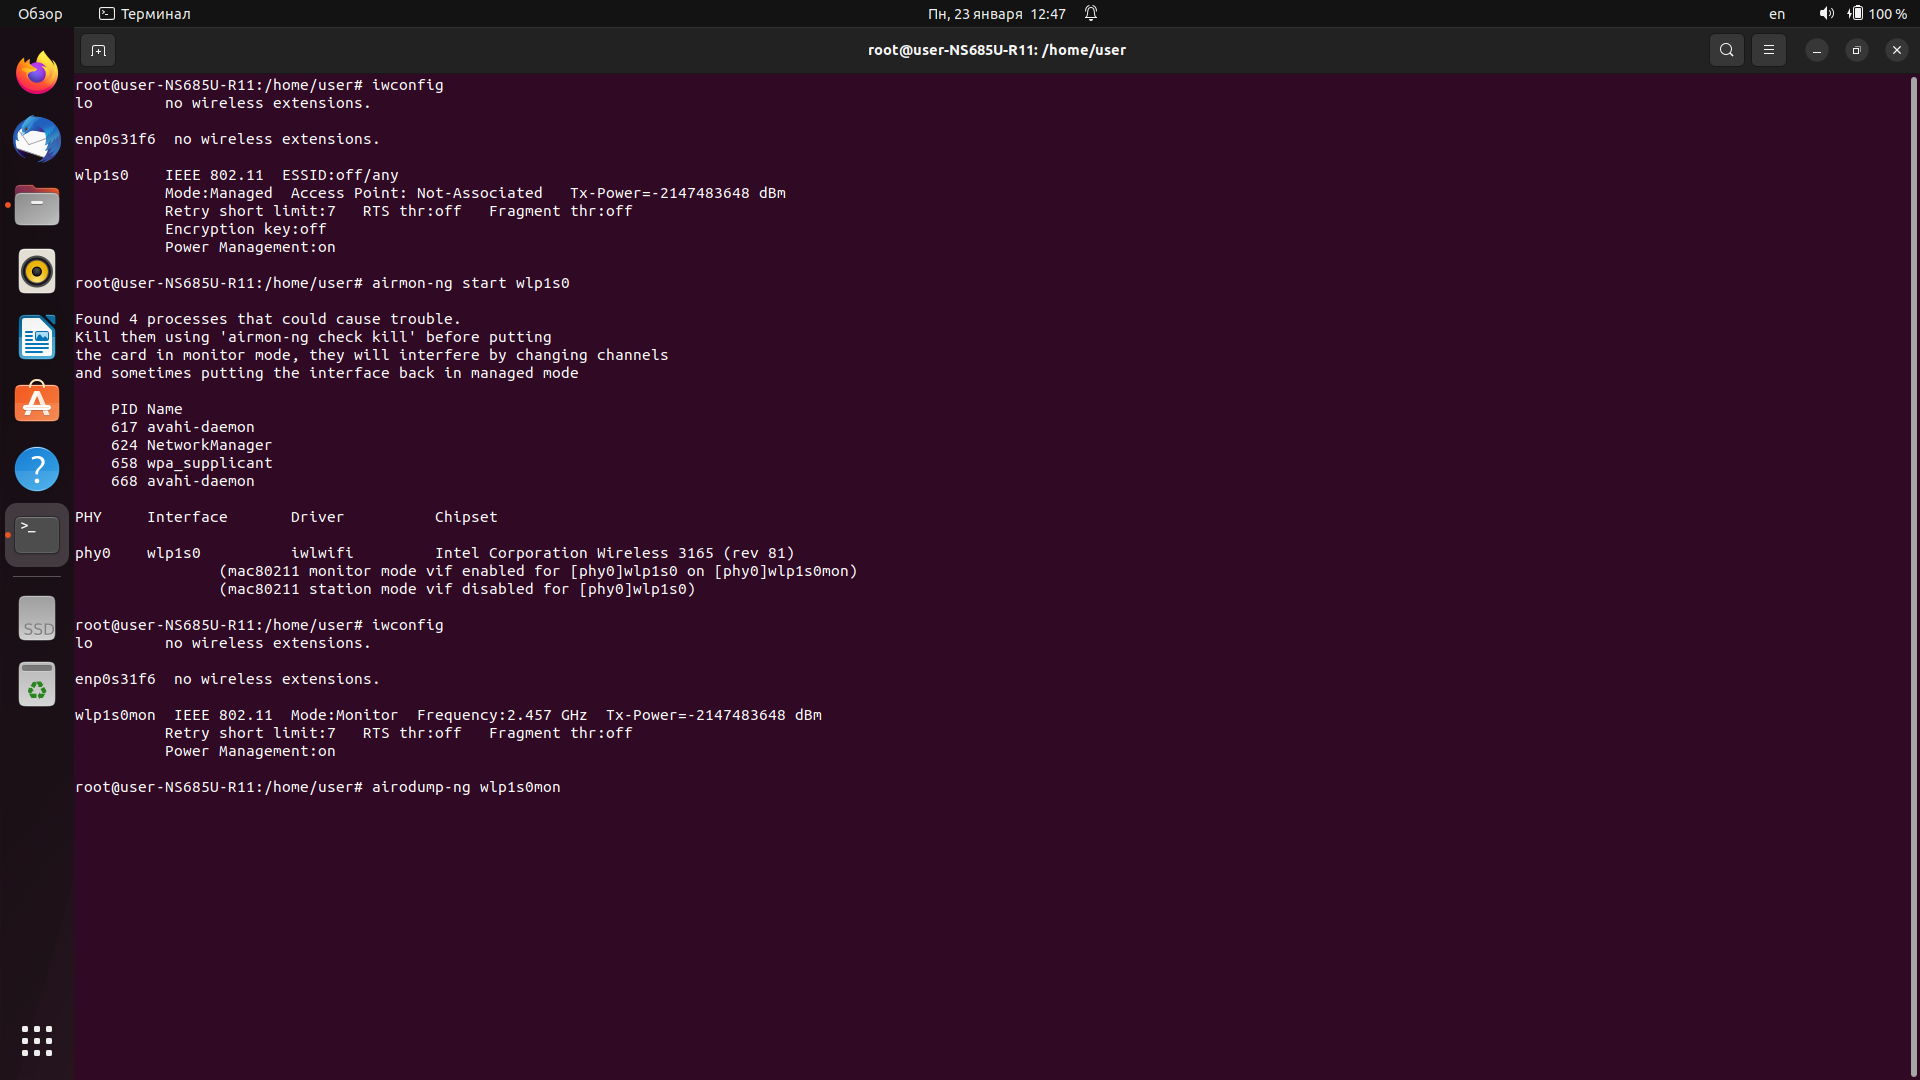 Обзор
Терминал
Пн, 23 января 12:47
en
100 %
root@user-NS685U-R11: /home/user
root@user-NS685U-R11:/home/user# iwconfig
lo        no wireless extensions.
enp0s31f6  no wireless extensions.
wlp1s0    IEEE 802.11  ESSID:off/any
Mode:Managed  Access Point: Not-Associated   Tx-Power=-2147483648 dBm
Retry short limit:7   RTS thr:off   Fragment thr:off
Encryption key:off
Power Management:on
root@user-NS685U-R11:/home/user# airmon-ng start wlp1s0
Found 4 processes that could cause trouble.
Kill them using 'airmon-ng check kill' before putting
the card in monitor mode, they will interfere by changing channels
and sometimes putting the interface back in managed mode
PID Name
617 avahi-daemon
624 NetworkManager
658 wpa_supplicant
668 avahi-daemon
PHY     Interface       Driver          Chipset
phy0    wlp1s0          iwlwifi         Intel Corporation Wireless 3165 (rev 81)
(mac80211 monitor mode vif enabled for [phy0]wlp1s0 on [phy0]wlp1s0mon)
(mac80211 station mode vif disabled for [phy0]wlp1s0)
root@user-NS685U-R11:/home/user# iwconfig
lo        no wireless extensions.
enp0s31f6  no wireless extensions.
wlp1s0mon  IEEE 802.11  Mode:Monitor  Frequency:2.457 GHz  Tx-Power=-2147483648 dBm
Retry short limit:7   RTS thr:off   Fragment thr:off
Power Management:on
root@user-NS685U-R11:/home/user# airodump-ng wlp1s0mon
SSD